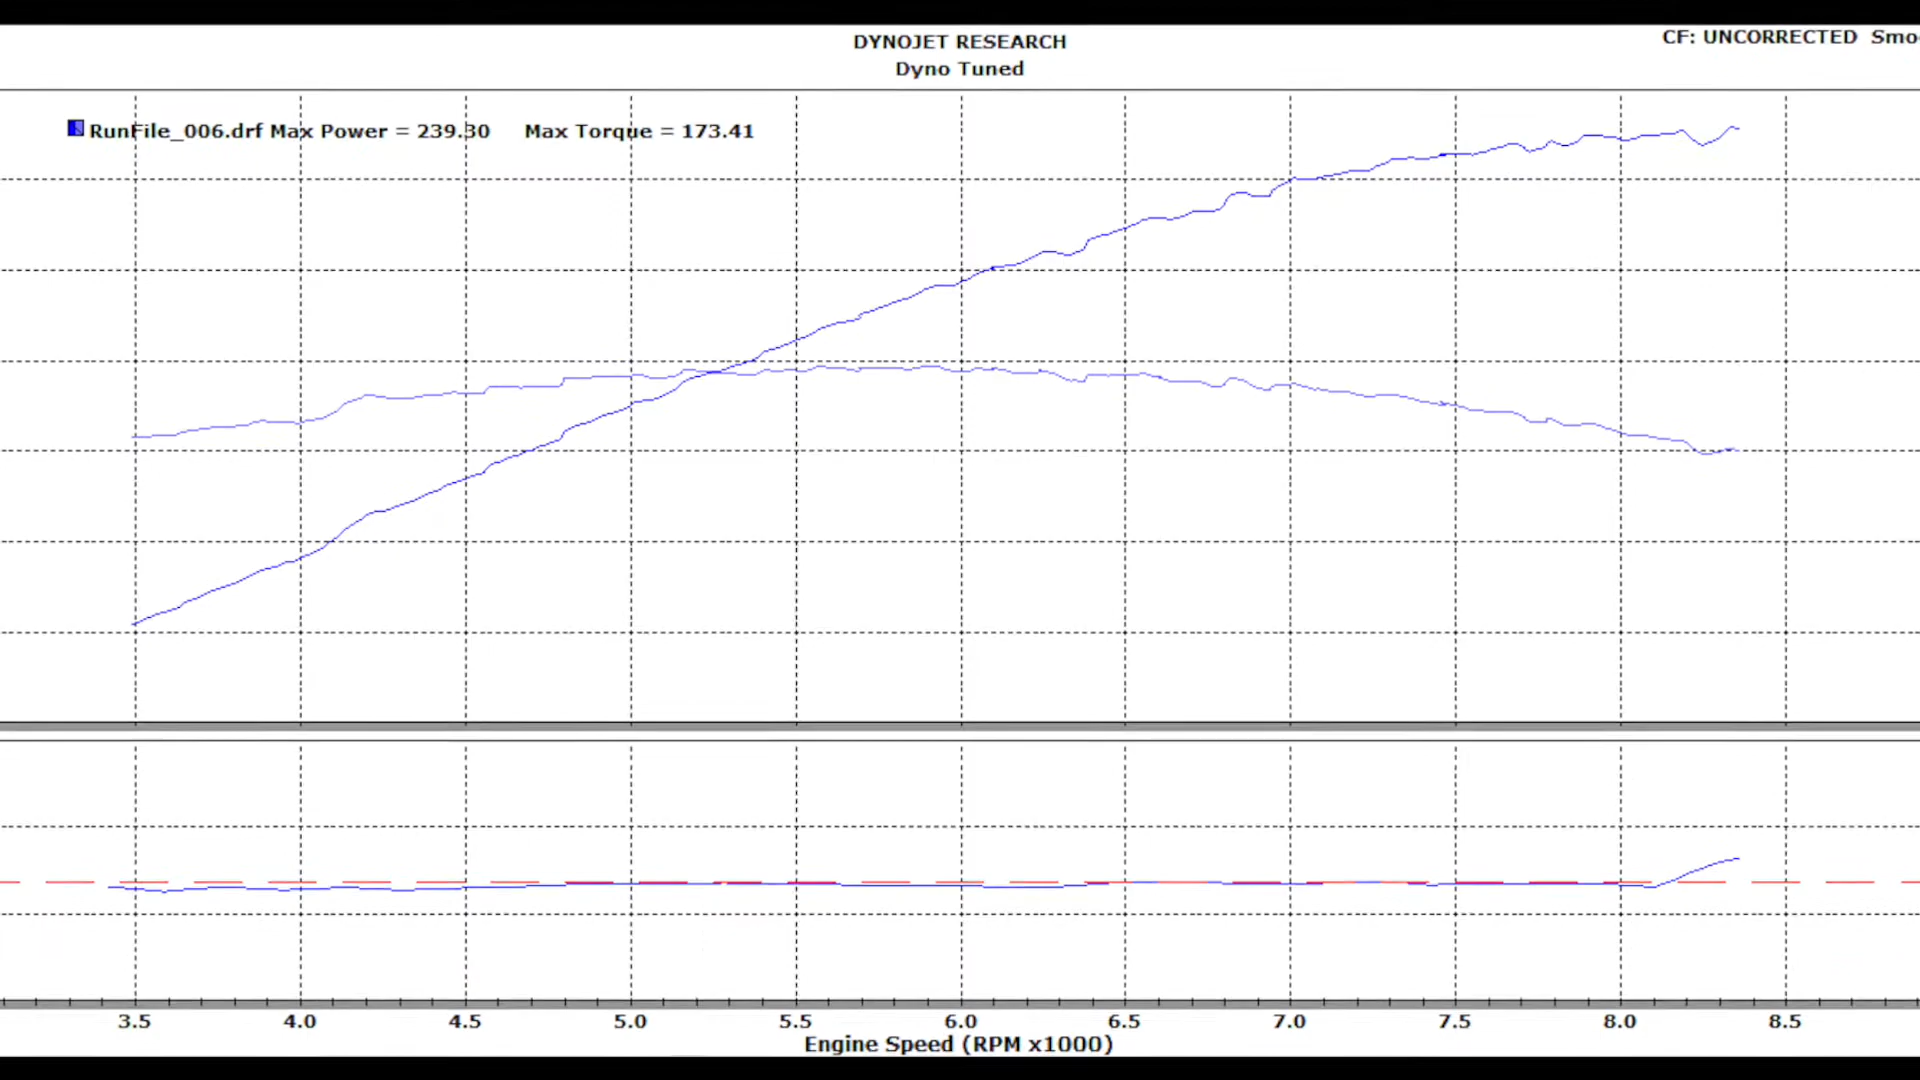 DYNOJET RESEARCH
CF: UNCORRECTED Smo
Dyno Tuned
RunFile_006.drf Max Power = 239.30 Max Torque = 173.41
3.5 4.0 4.5 5.0 5.5 6.0 6.5 7.0 7.5 8.0 8.5
Engine Speed (RPM x1000)